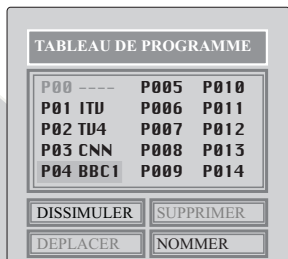 TABLEAU DE PROGRAMME
P00 ---- P005 P010
P01 ITV P006 P011
P02 TV4 P007 P012
P03 CNN P008 P013
P04 BBC1 P009 P014
DISSIMULER SUPPRIMER
DEPLACER NOMMER